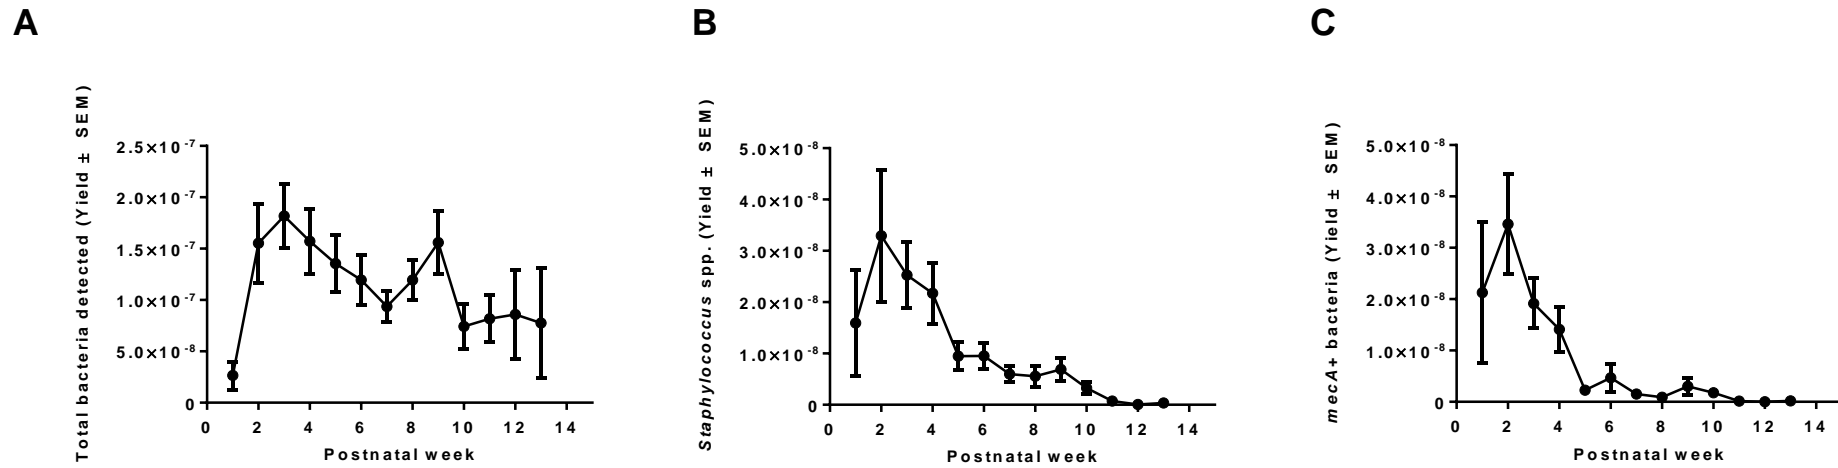 A
B
C
Total bacteria detected (Yield ± SEM)
2.5×10⁻⁷
2.0×10⁻⁷
1.5×10⁻⁷
1.0×10⁻⁷
5.0×10⁻⁸
0
0 2 4 6 8 10 12 14
Postnatal week
Staphylococcus spp. (Yield ± SEM)
5.0×10⁻⁸
4.0×10⁻⁸
3.0×10⁻⁸
2.0×10⁻⁸
1.0×10⁻⁸
0
0 2 4 6 8 10 12 14
Postnatal week
mecA+ bacteria (Yield ± SEM)
5.0×10⁻⁸
4.0×10⁻⁸
3.0×10⁻⁸
2.0×10⁻⁸
1.0×10⁻⁸
0
0 2 4 6 8 10 12 14
Postnatal week